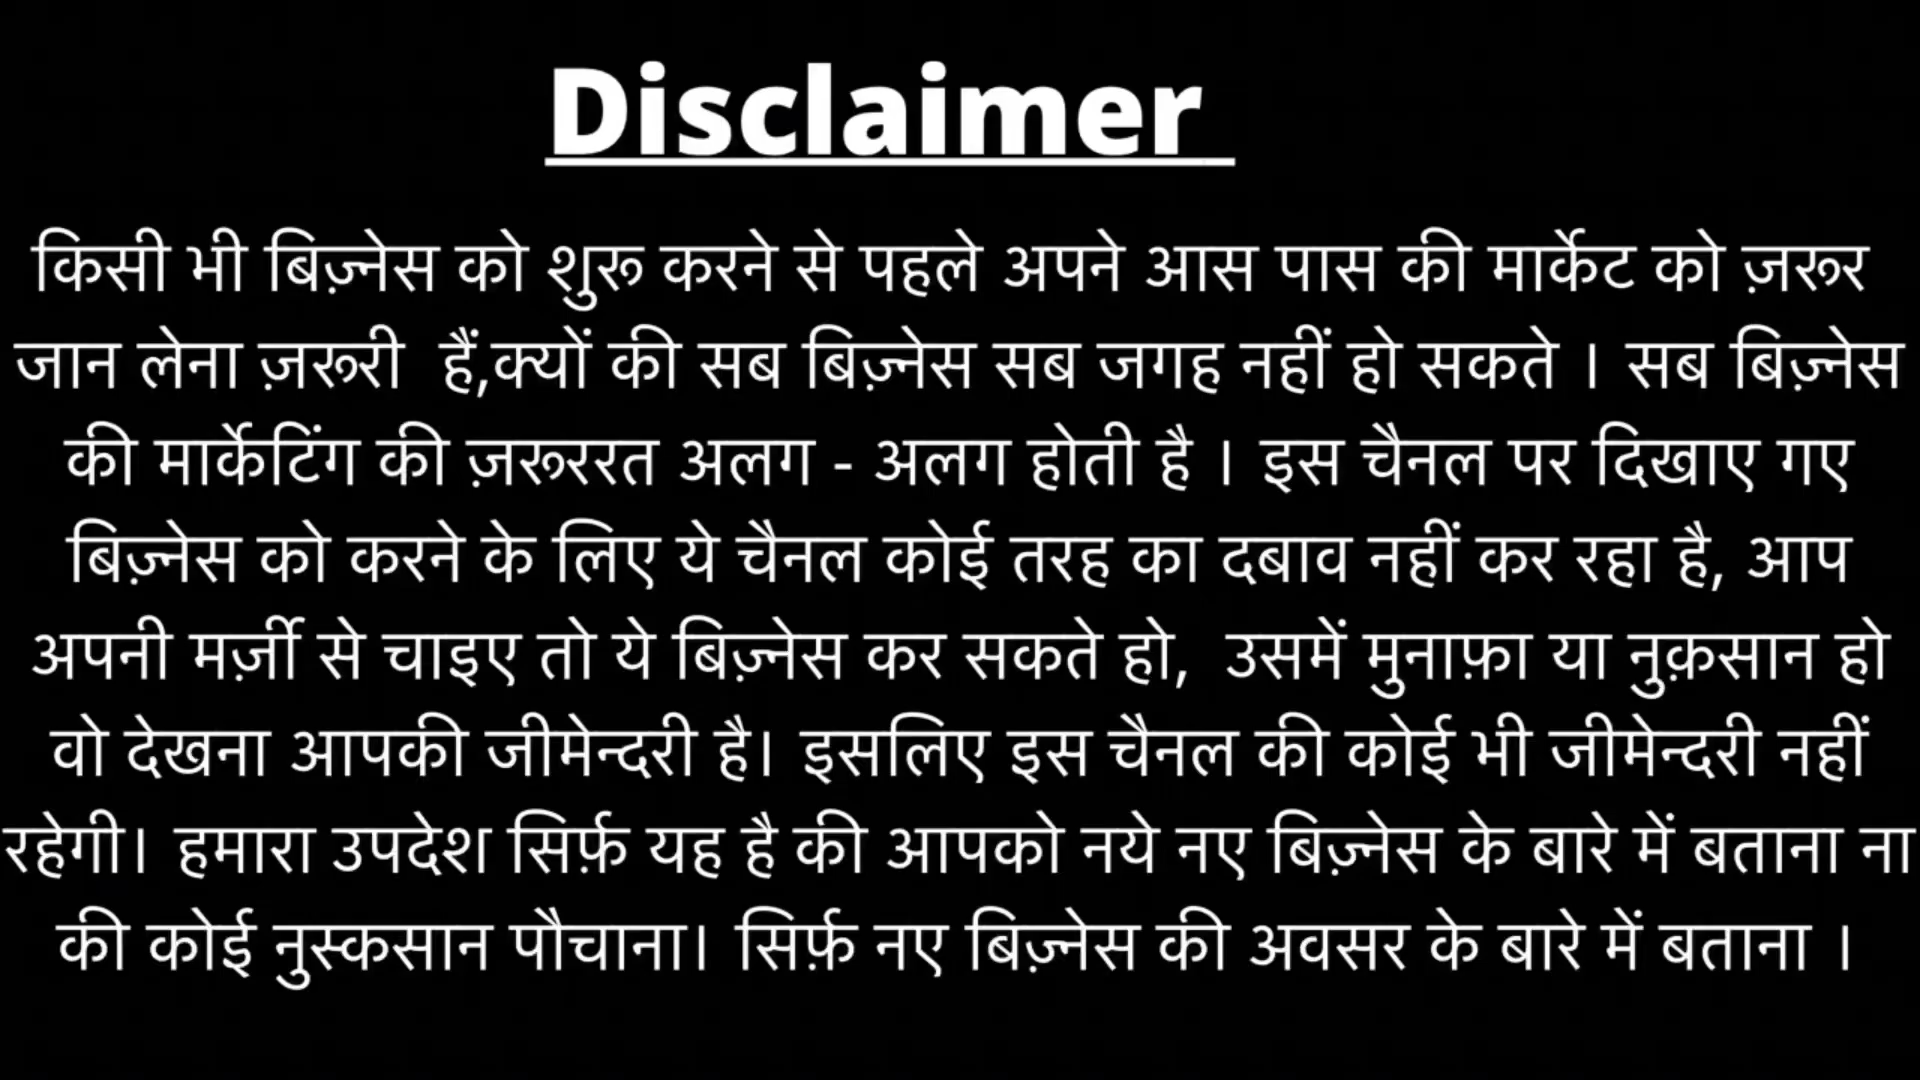 Disclaimer
किसी भी बिज़्नेस को शुरू करने से पहले अपने आस पास की मार्केट को ज़रूर
जान लेना ज़रूरी हैं,क्यों की सब बिज़्नेस सब जगह नहीं हो सकते । सब बिज़्नेस
की मार्केटिंग की ज़रूररत अलग - अलग होती है । इस चैनल पर दिखाए गए
बिज़्नेस को करने के लिए ये चैनल कोई तरह का दबाव नहीं कर रहा है, आप
अपनी मर्ज़ी से चाइए तो ये बिज़्नेस कर सकते हो, उसमें मुनाफ़ा या नुक़सान हो
वो देखना आपकी जीमेन्दरी है। इसलिए इस चैनल की कोई भी जीमेन्दरी नहीं
रहेगी। हमारा उपदेश सिर्फ़ यह है की आपको नये नए बिज़्नेस के बारे में बताना ना
की कोई नुस्कसान पौचाना। सिर्फ़ नए बिज़्नेस की अवसर के बारे में बताना ।